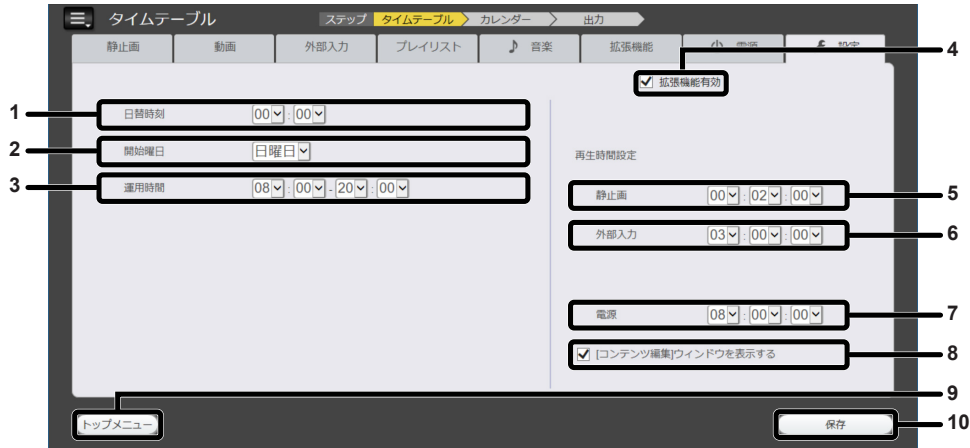 タイムテーブル
ステップ タイムテーブル カレンダー 出力
静止画 動画 外部入力 プレイリスト 音楽 拡張機能 電源 設定
4
拡張機能有効
1 日替時刻 00 : 00
2 開始曜日 日曜日
再生時間設定
3 運用時間 08 : 00 - 20 : 00
静止画 00 : 02 : 00 5
外部入力 03 : 00 : 00 6
電源 08 : 00 : 00 7
[コンテンツ編集]ウィンドウを表示する 8
9
トップメニュー 保存 10